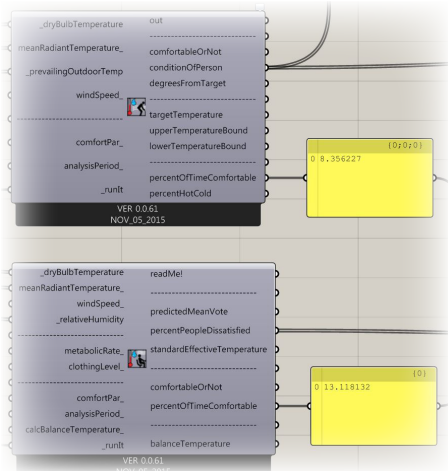 _dryBulbTemperature out
meanRadiantTemperature_ comfortableOrNot
conditionOfPerson
_prevailingOutdoorTemp degreesFromTarget
windSpeed_ --------------------
-------------------- targetTemperature
upperTemperatureBound
comfortPar_ lowerTemperatureBound
analysisPeriod_ --------------------
_runIt percentOfTimeComfortable
percentHotCold
VER 0.0.61
NOV_05_2015
{0;0;0}
0 8.356227
_dryBulbTemperature readMe!
meanRadiantTemperature_ --------------------
windSpeed_ predictedMeanVote
_relativeHumidity percentPeopleDissatisfied
-------------------- standardEffectiveTemperature
metabolicRate_ --------------------
clothingLevel_ comfortableOrNot
-------------------- percentOfTimeComfortable
comfortPar_ --------------------
analysisPeriod_
calcBalanceTemperature_
_runIt balanceTemperature
VER 0.0.61
NOV_05_2015
{0}
0 13.118132